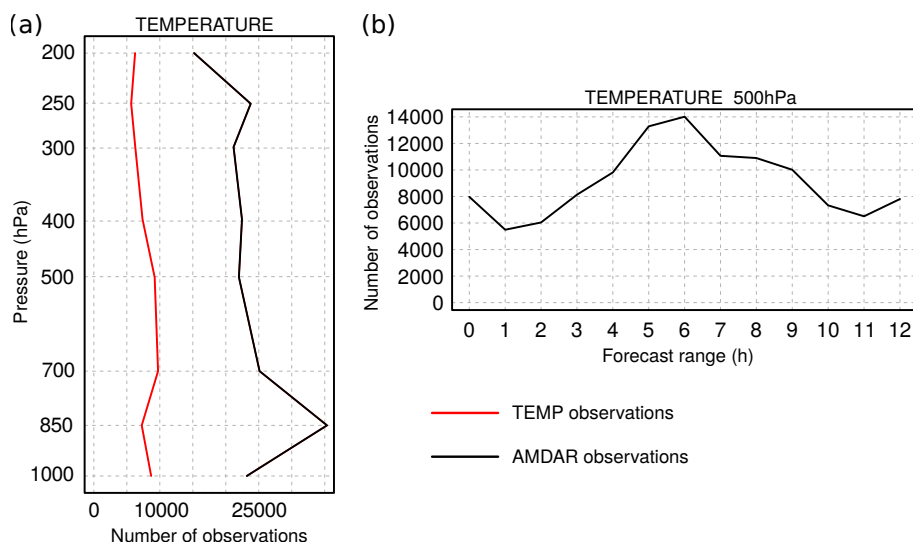 (a)
TEMPERATURE
200
250
300
400
500
700
850
1000
Pressure (hPa)
0 10000 25000
Number of observations
(b)
TEMPERATURE 500hPa
14000
12000
10000
8000
6000
4000
2000
0
Number of observations
0 1 2 3 4 5 6 7 8 9 10 11 12
Forecast range (h)
TEMP observations
AMDAR observations